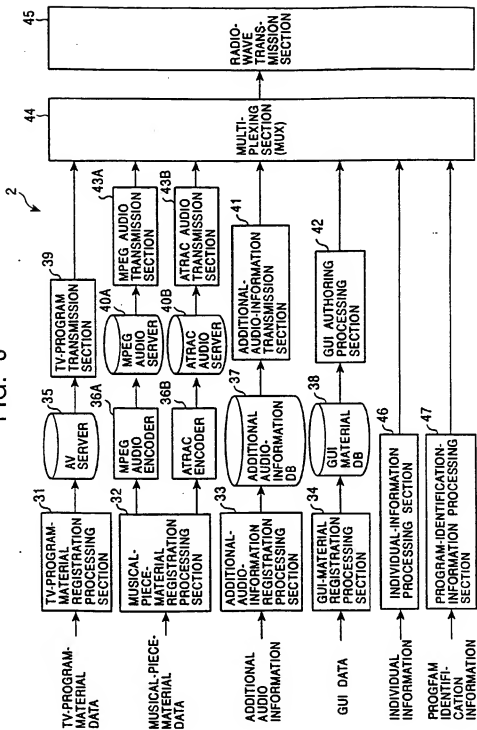 FIG.
2
TV-PROGRAM-
MATERIAL
DATA
31
TV-PROGRAM-
MATERIAL
REGISTRATION
PROCESSING
SECTION
35
AV
SERVER
39
TV-PROGRAM
TRANSMISSION
SECTION
MUSICAL-PIECE-
MATERIAL
DATA
32
MUSICAL-
PIECE-
MATERIAL
REGISTRATION
PROCESSING
SECTION
36A
MPEG
AUDIO
ENCODER
40A
MPEG
AUDIO
SERVER
43A
MPEG AUDIO
TRANSMISSION
SECTION
36B
ATRAC
ENCODER
40B
ATRAC
AUDIO
SERVER
43B
ATRAC AUDIO
TRANSMISSION
SECTION
ADDITIONAL
AUDIO
INFORMATION
33
ADDITIONAL-
AUDIO-
INFORMATION
REGISTRATION
PROCESSING
SECTION
37
ADDITIONAL
AUDIO-
INFORMATION
DB
41
ADDITIONAL-
AUDIO-INFORMATION
TRANSMISSION
SECTION
GUI DATA
34
GUI-MATERIAL
REGISTRATION
PROCESSING
SECTION
38
GUI
MATERIAL
DB
42
GUI AUTHORING
PROCESSING
SECTION
INDIVIDUAL
INFORMATION
46
INDIVIDUAL-INFORMATION
PROCESSING SECTION
PROGFAM
IDENTIFI-
CATION
INFORMATION
47
PROGRAM-IDENTIFICATION-
INFORMATION PROCESSING
SECTION
44
MULTI-
PLEXING
SECTION
(MUX)
45
RADIO-
WAVE
TRANS-
MISSION
SECTION